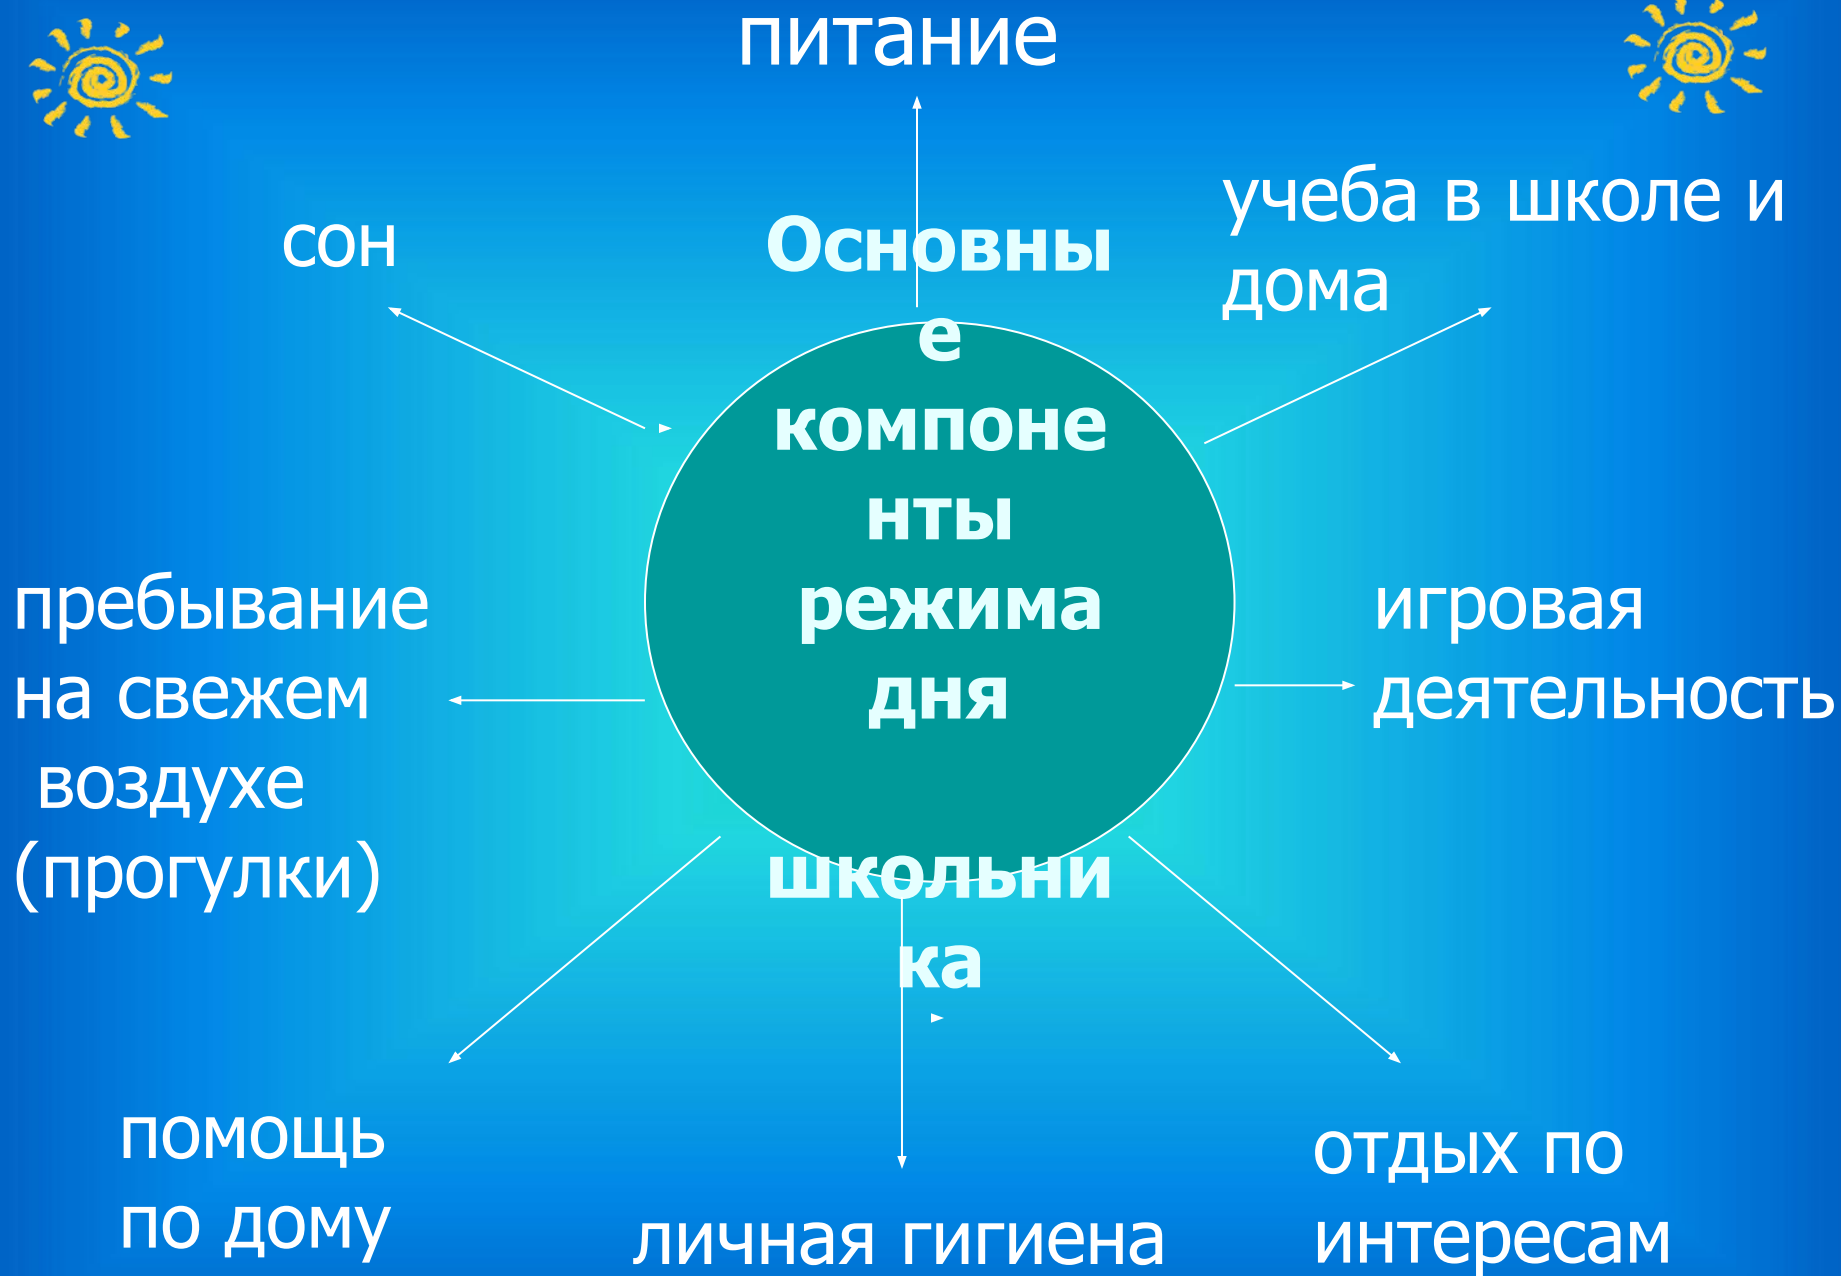 питание
сон
учеба в школе и
дома
Основны
е
компоне
нты
режима
дня
школьни
ка
пребывание
на свежем
воздухе
(прогулки)
игровая
деятельность
помощь
по дому
личная гигиена
отдых по
интересам